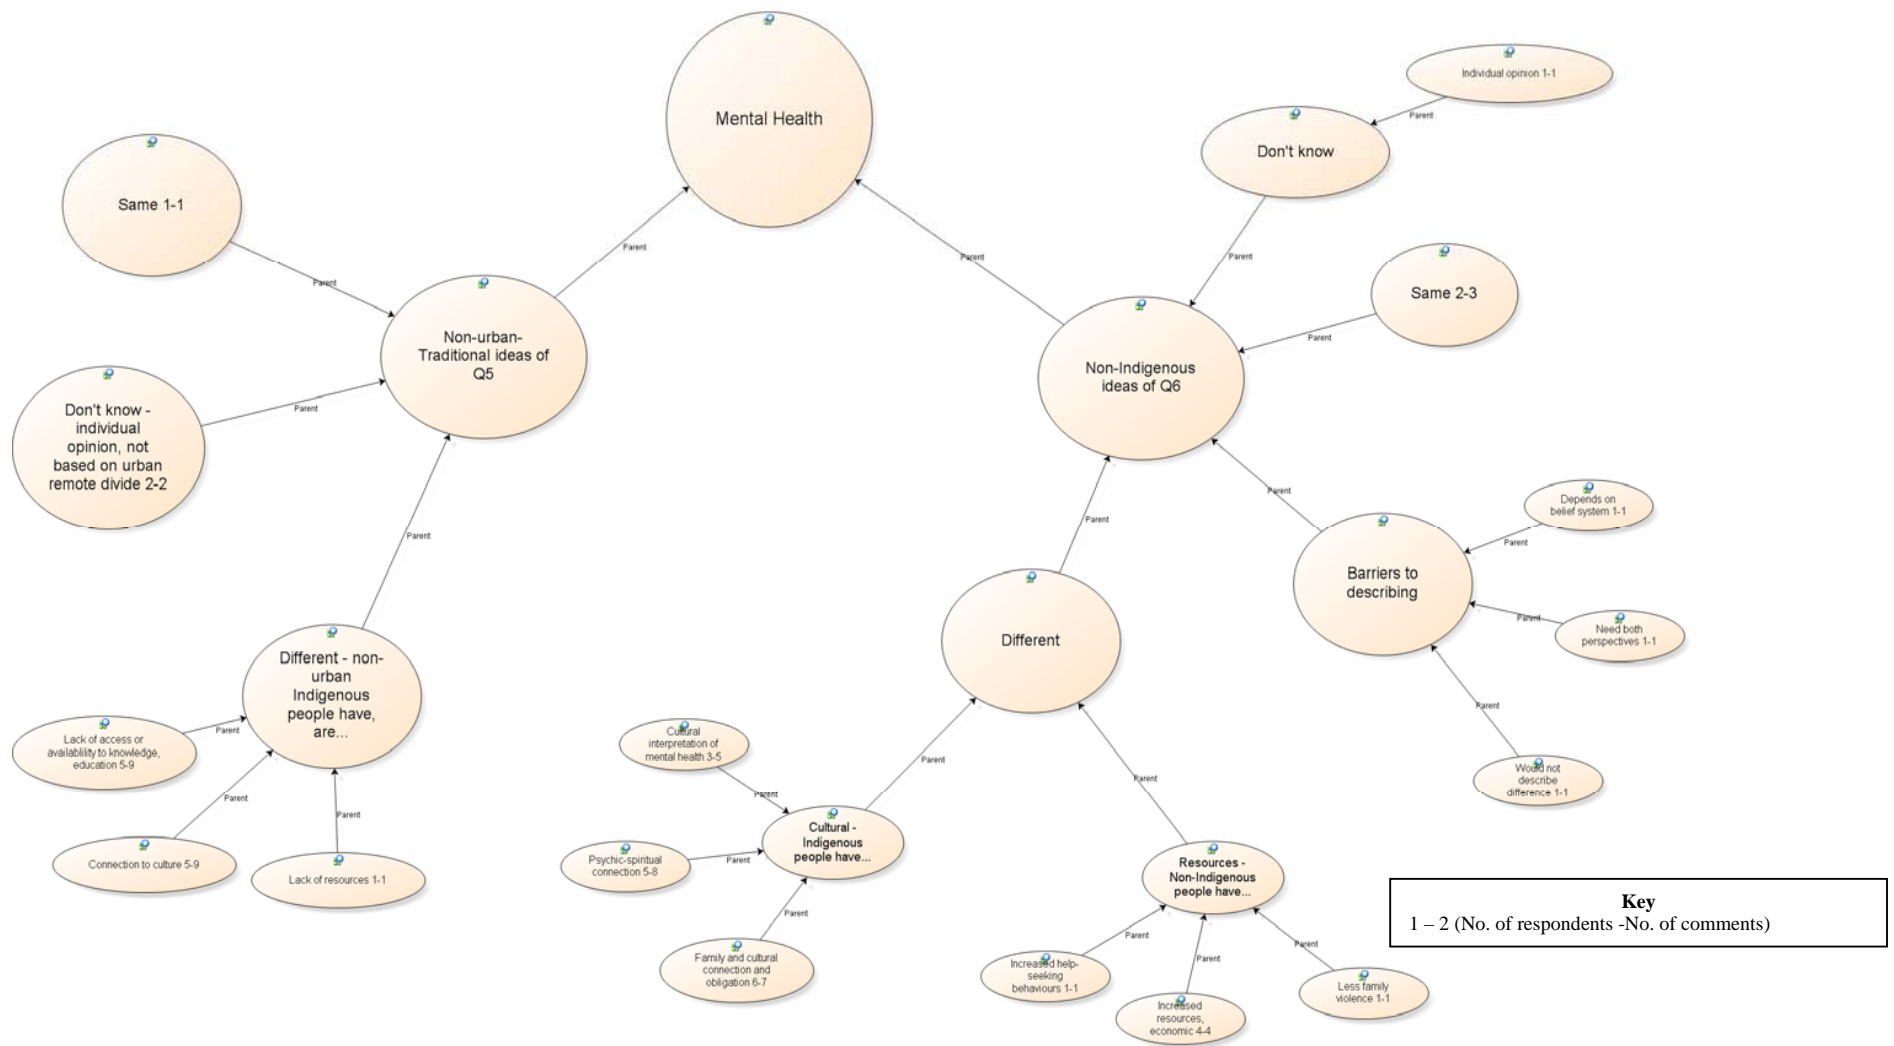 Mental Health
Individual opinion 1-1
Parent
Don't know
Same 1-1
Parent
Parent
Parent
Parent
Same 2-3
Parent
Parent
Non-urban-
Traditional ideas of
Q5
Non-Indigenous
ideas of Q6
Don't know -
individual
opinion, not
based on urban
remote divide 2-2
Parent
Parent
Parent
Parent
Depends on
belief system 1-1
Parent
Barriers to
describing
Parent
Need both
perspectives 1-1
Different
Different - non-
urban
Indigenous
people have,
are...
Parent
Would not
describe
difference 1-1
Lack of access or
availablility to knowledge,
education 5-9
Parent
Cultural
interpretation of
mental health 3-5
Parent
Parent
Parent
Parent
Parent
Connection to culture 5-9
Lack of resources 1-1
Cultural -
Indigenous
people have...
Psychic-spiritual
connection 5-8
Parent
Resources -
Non-Indigenous
people have...
Parent
Family and cultural
connection and
obligation 6-7
Parent
Parent
Parent
Increased help-
seeking
behaviours 1-1
Increased
resources,
economic 4-4
Less family
violence 1-1
Key
1 – 2 (No. of respondents -No. of comments)